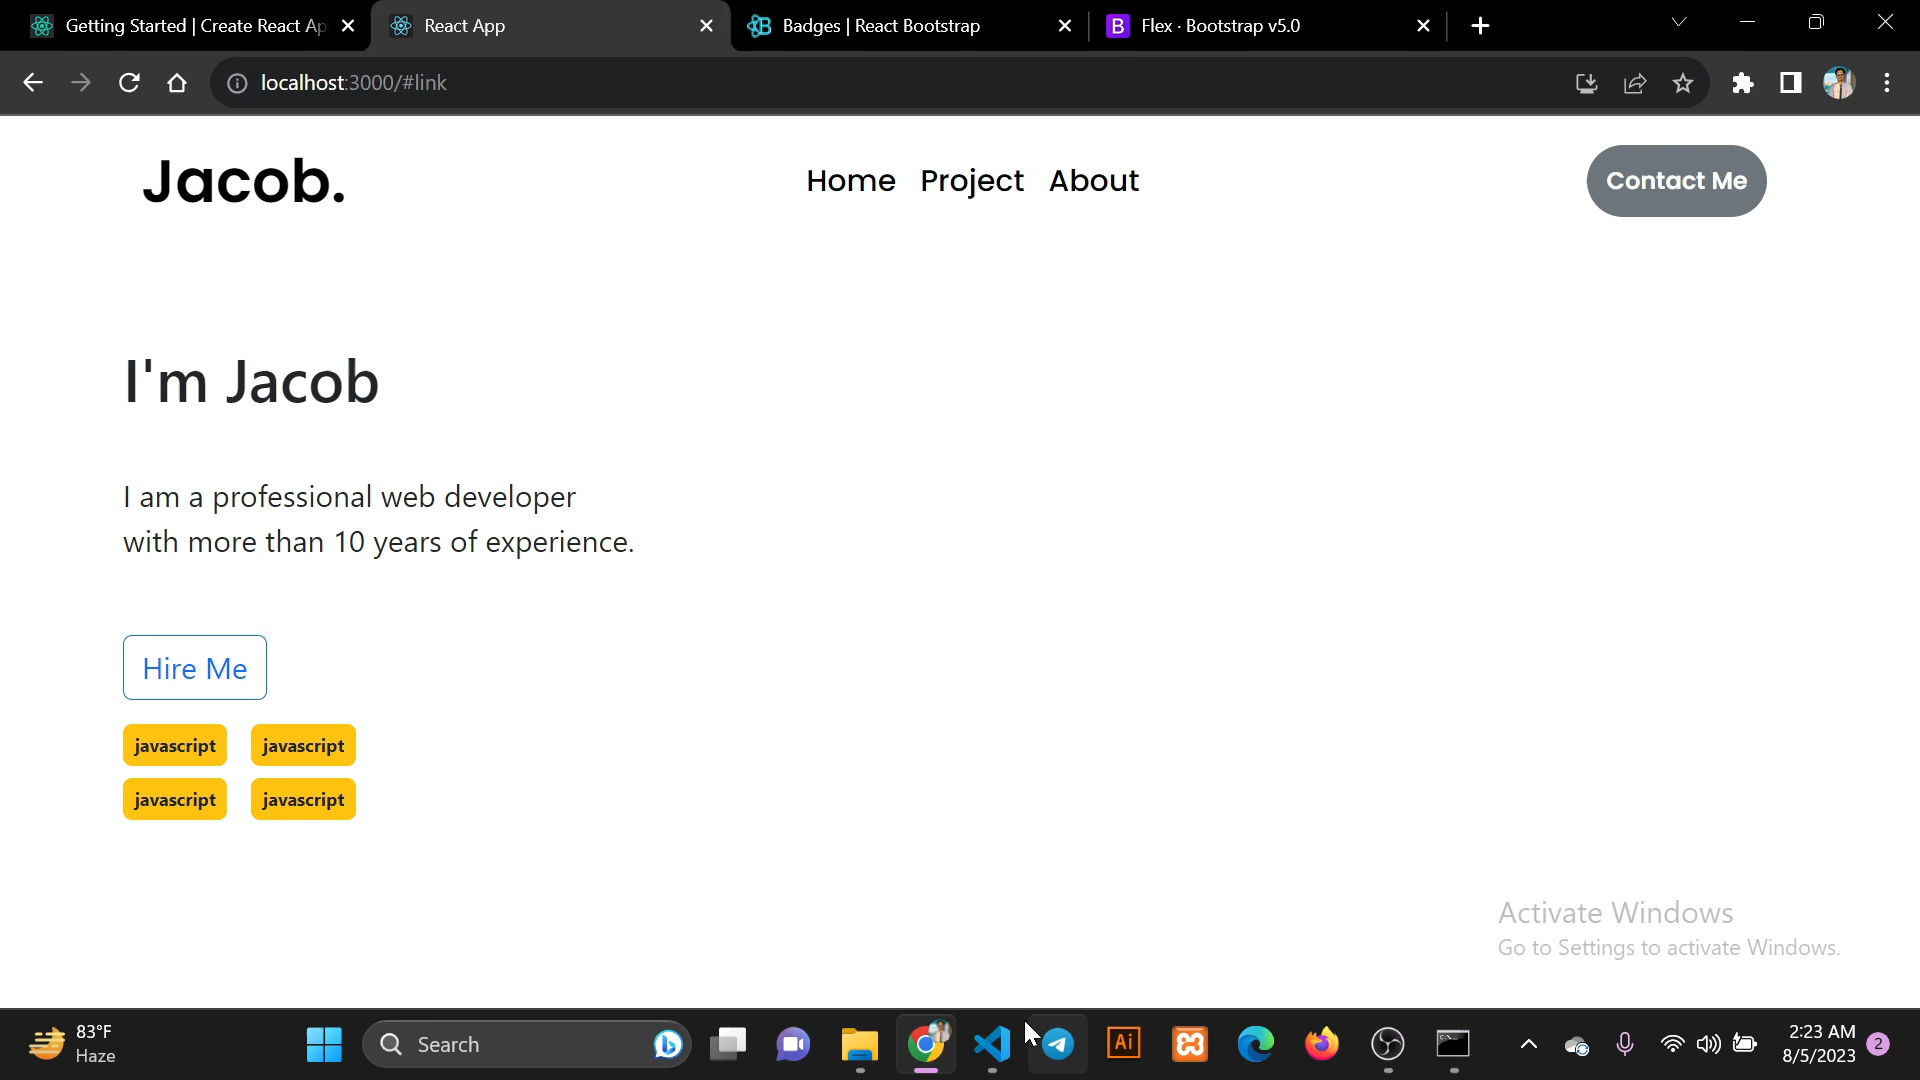 Getting Started | Create React Ap
React App
Badges | React Bootstrap
B
Flex · Bootstrap v5.0
localhost:3000/#link
Jacob.
Home Project About
Contact Me
I'm Jacob
I am a professional web developer
with more than 10 years of experience.
Hire Me
javascript javascript
javascript javascript
Activate Windows
Go to Settings to activate Windows.
83°F
Haze
Search
Ai
2:23 AM
8/5/2023
2